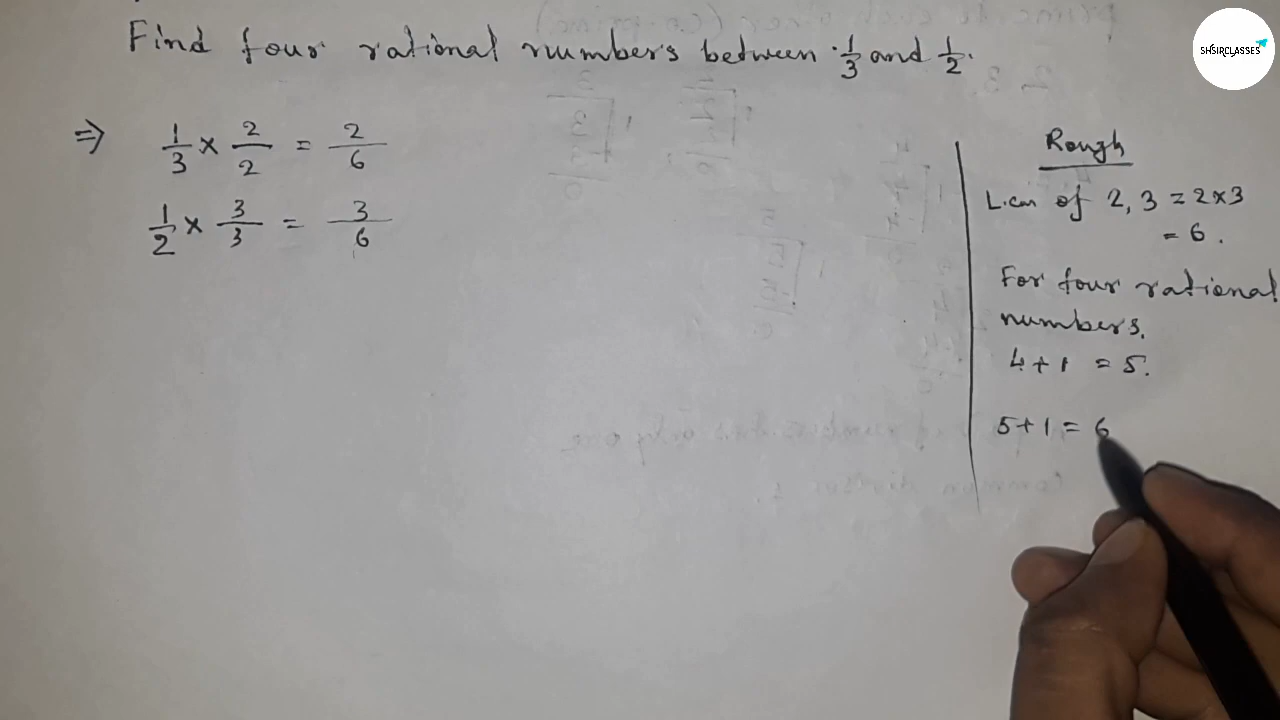 Find four rational numbers between 1/3 and 1/2.
SHSIRCLASSES
⇒ 1/3 × 2/2 = 2/6
1/2 × 3/3 = 3/6
Rough
L.cm of 2, 3 = 2×3
= 6.
For four rational
numbers.
4+1 = 5.
5+1 = 6